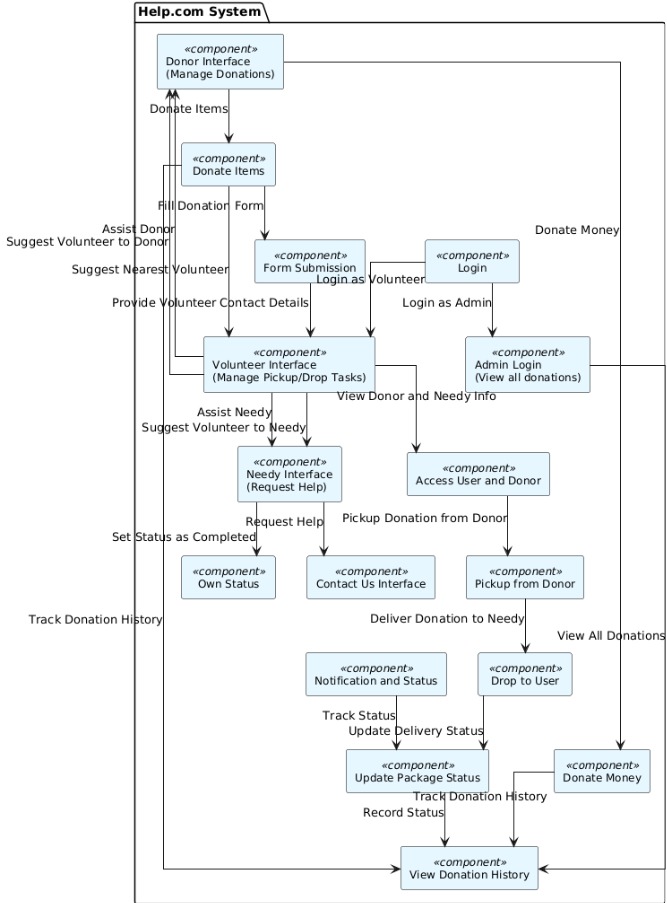 Help.com System
«component»
Donor Interface
(Manage Donations)
Donate Items
«component»
Donate Items
Fill Donation Form
Assist Donor
Suggest Volunteer to Donor
Donate Money
«component»
Form Submission
«component»
Login
Suggest Nearest Volunteer
Login as Volunteer
Provide Volunteer Contact Details
Login as Admin
«component»
Volunteer Interface
(Manage Pickup/Drop Tasks)
«component»
Admin Login
(View all donations)
View Donor and Needy Info
Assist Needy
Suggest Volunteer to Needy
«component»
Needy Interface
(Request Help)
«component»
Access User and Donor
Request Help
Pickup Donation from Donor
Set Status as Completed
«component»
Own Status
«component»
Contact Us Interface
«component»
Pickup from Donor
Track Donation History
Deliver Donation to Needy
View All Donations
«component»
Notification and Status
«component»
Drop to User
Track Status
Update Delivery Status
«component»
Update Package Status
«component»
Donate Money
Track Donation History
Record Status
«component»
View Donation History